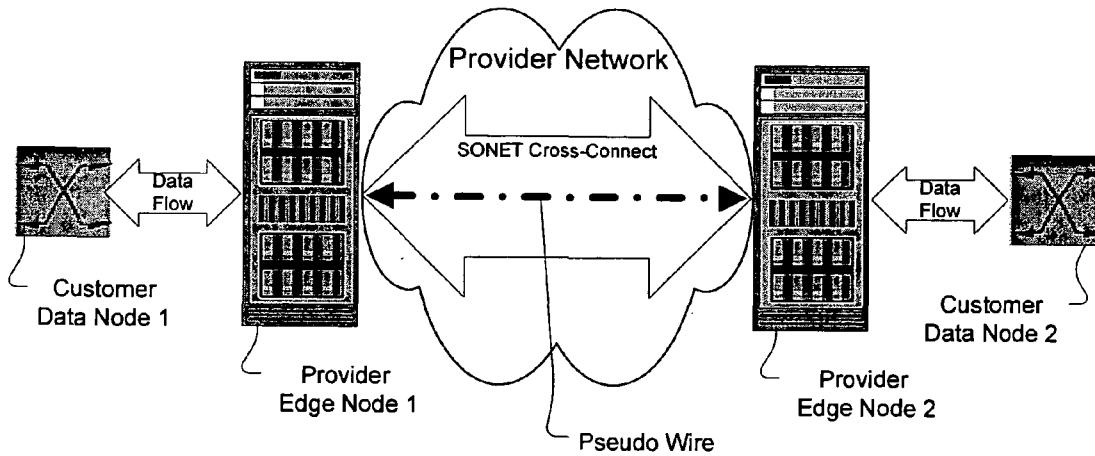 Provider Network
SONET Cross-Connect
Data
Flow
Data
Flow
Customer
Data Node 1
Customer
Data Node 2
Provider
Edge Node 1
Provider
Edge Node 2
Pseudo Wire